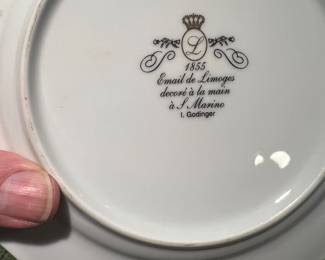 L
1855
Email de Limoges
decoré à la main
à S. Marino
I. Godinger